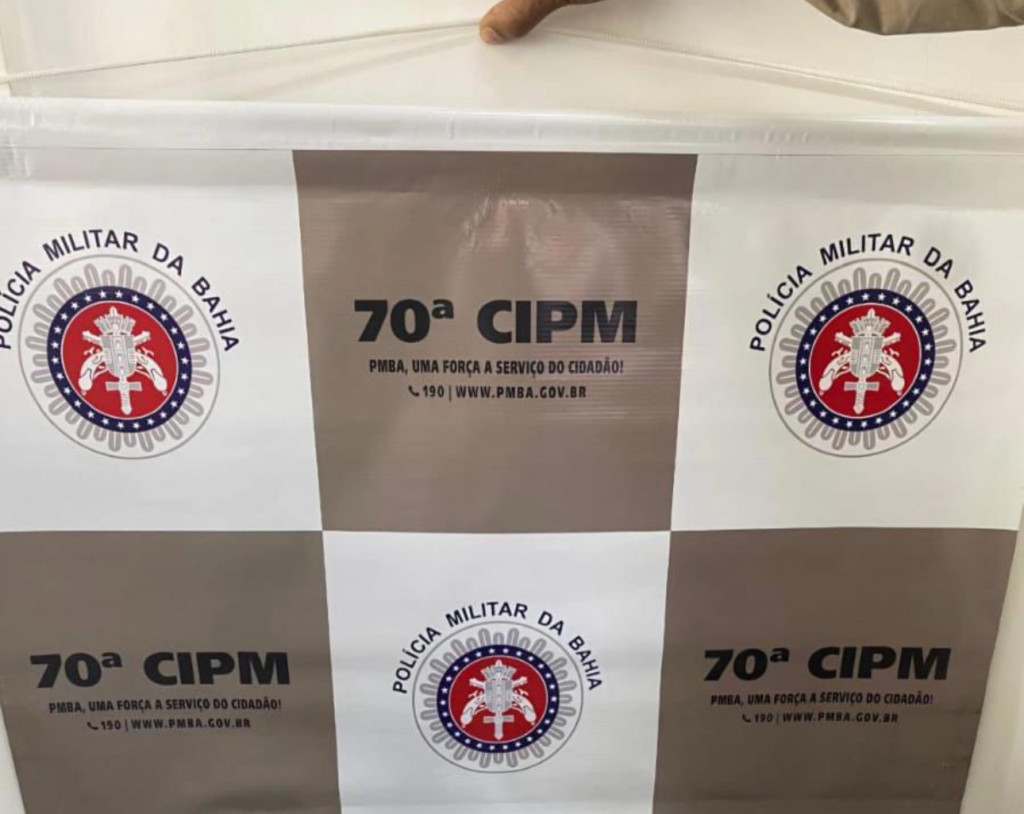 POLÍCIA MILITAR DA BAHIA
70ª CIPM
PMBA, UMA FORÇA A SERVIÇO DO CIDADÃO!
190 | WWW.PMBA.GOV.BR
POLÍCIA MILITAR DA BAHIA
70ª CIPM
PMBA, UMA FORÇA A SERVIÇO DO CIDADÃO!
190 | WWW.PMBA.GOV.BR
POLÍCIA MILITAR DA BAHIA
70ª CIPM
PMBA, UMA FORÇA A SERVIÇO DO CIDADÃO!
190 | WWW.PMBA.GOV.BR